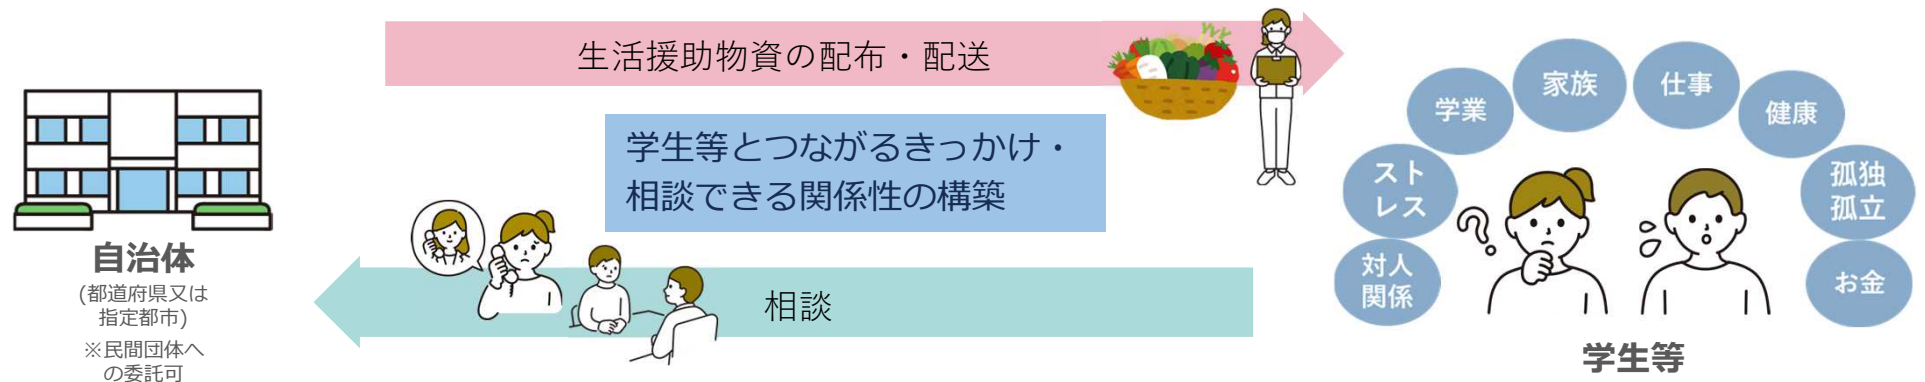 生活援助物資の配布・配送
学生等とつながるきっかけ・
相談できる関係性の構築
相談
自治体
(都道府県又は
指定都市)
※民間団体へ
の委託可
対人
関係
スト
レス
学業
家族
仕事
健康
孤独
孤立
お金
学生等